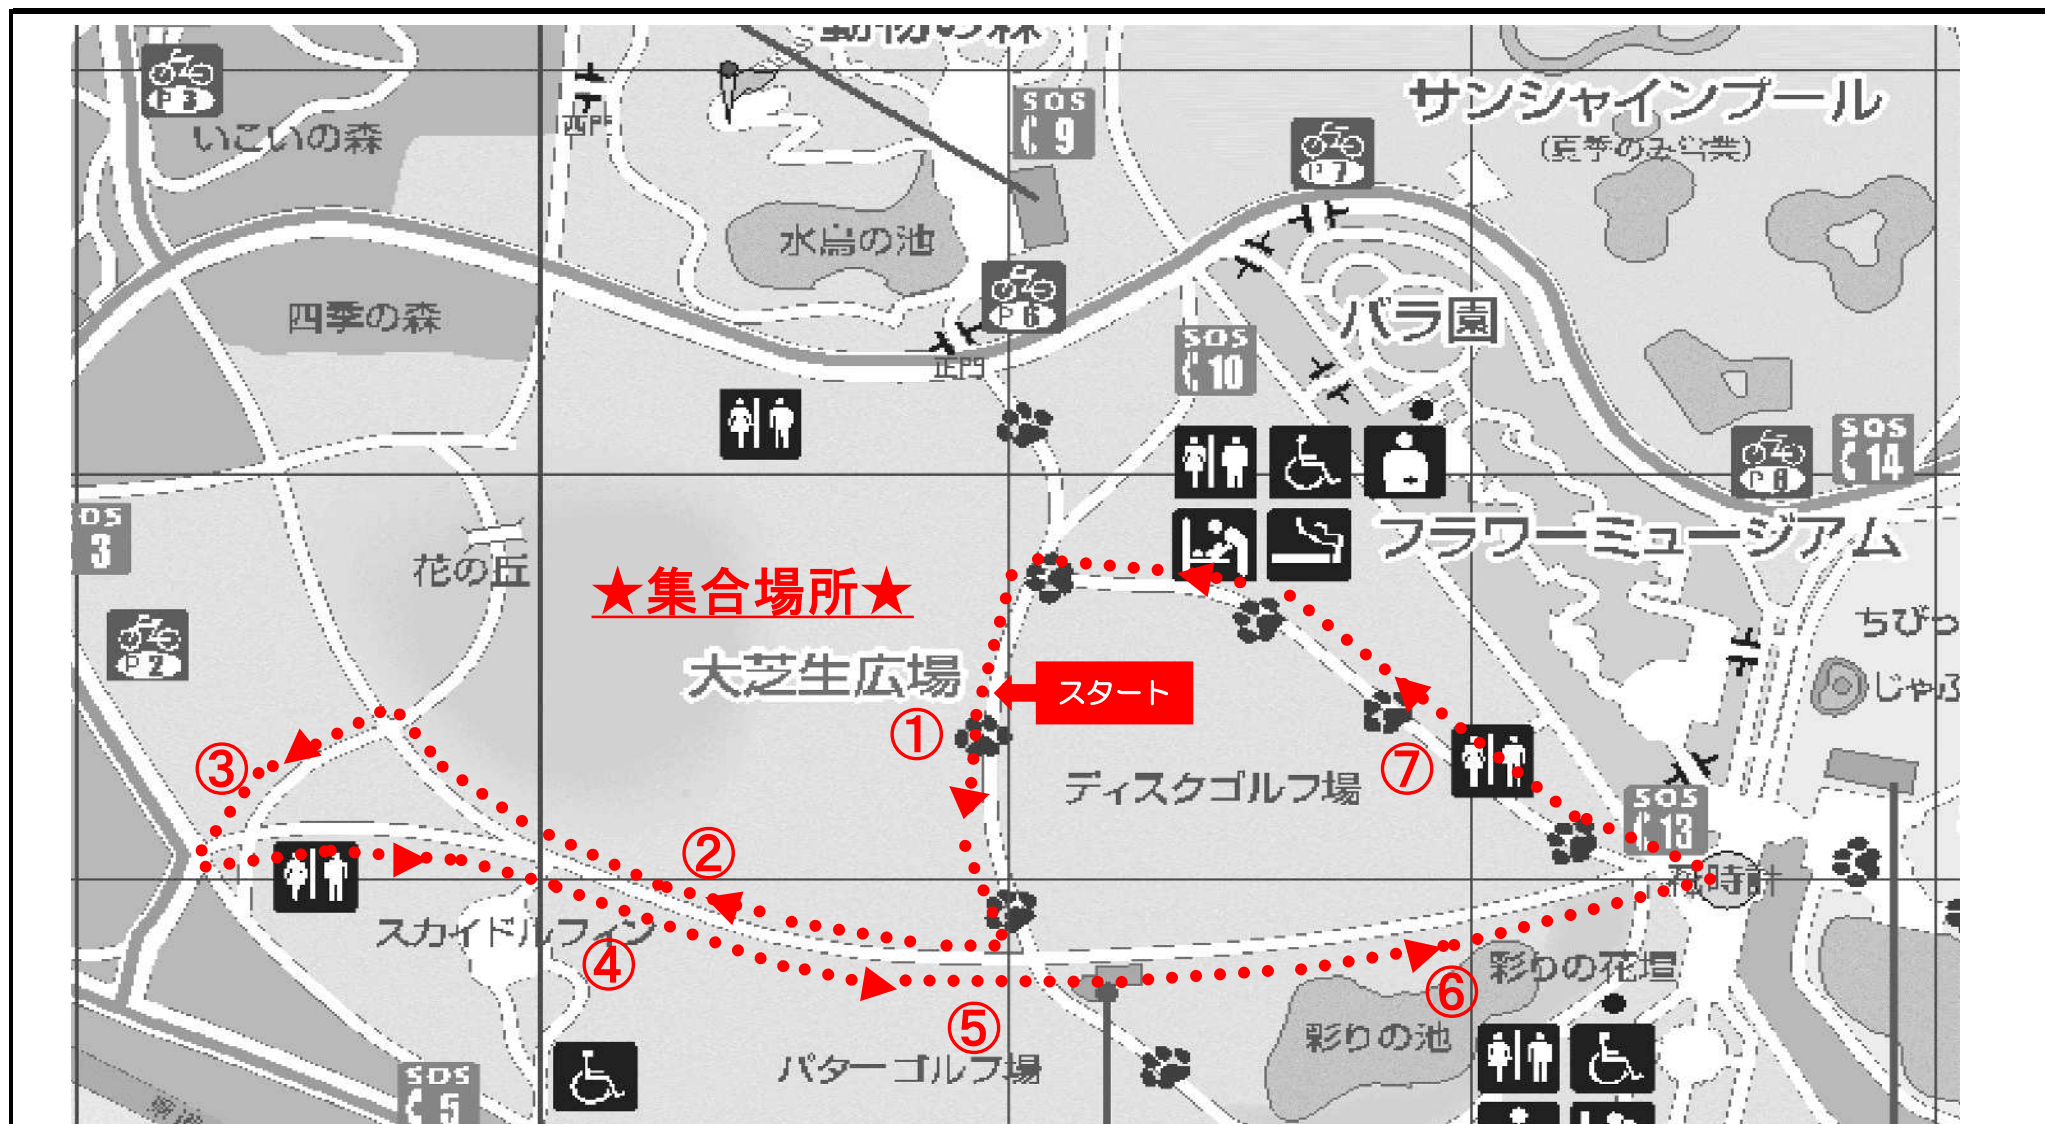 動物の森
サンシャインプール
(夏季のみ営業)
SOS
9
P 3
P 7
いこいの森
西門
水鳥の池
四季の森
P 6
バラ園
SOS
10
正門
SOS
14
P 8
SOS
3
フラワーミュージアム
花の丘
★集合場所★
P 2
ちびっ
じゃぶ
大芝生広場
スタート
①
③
ディスクゴルフ場
⑦
SOS
13
②
花時計
スカイドルフィン
④
彩りの花壇
⑥
⑤
彩りの池
パターゴルフ場
SOS
5